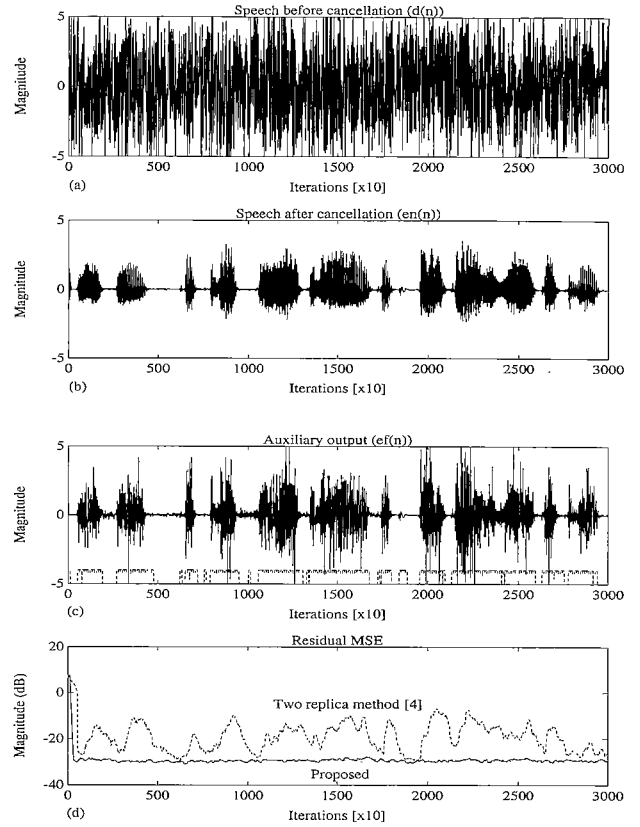 Speech before cancellation (d(n))
5
0
-5
Magnitude
0 500 1000 1500 2000 2500 3000
(a)
Iterations [x10]
Speech after cancellation (en(n))
5
0
-5
Magnitude
0 500 1000 1500 2000 2500 3000
(b)
Iterations [x10]
Auxiliary output (ef(n))
5
0
-5
Magnitude
0 500 1000 1500 2000 2500 3000
(c)
Iterations [x10]
Residual MSE
20
0
-20
-40
Magnitude (dB)
Two replica method [4]
Proposed
0 500 1000 1500 2000 2500 3000
(d)
Iterations [x10]